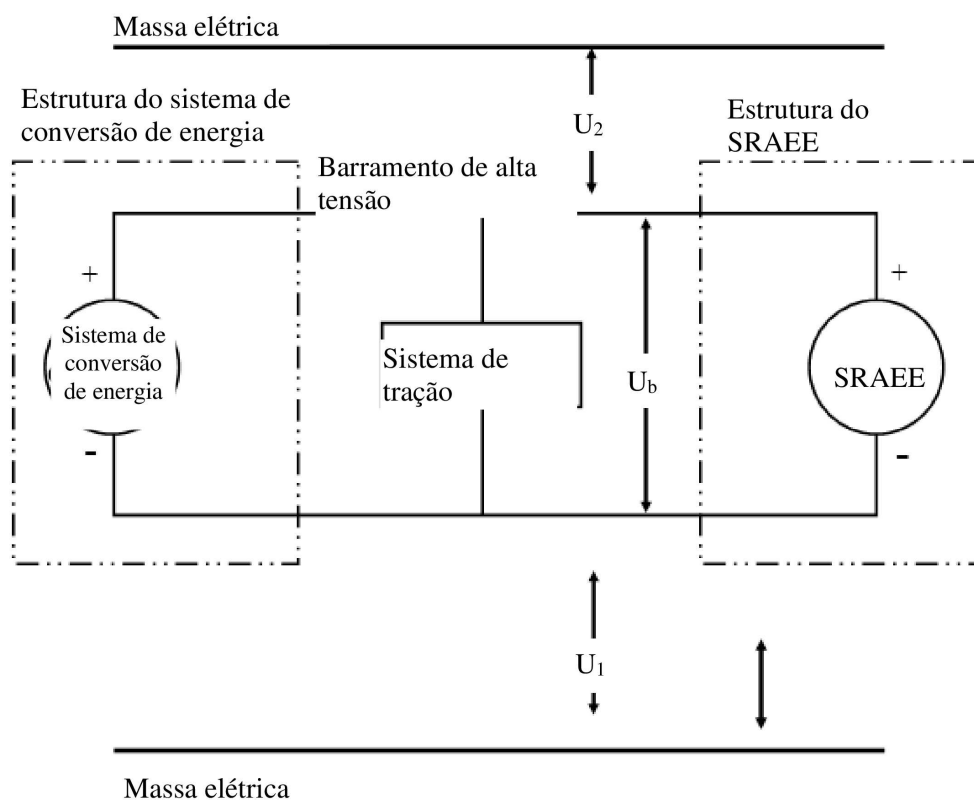 Massa elétrica
Estrutura do sistema de
conversão de energia
U2
Estrutura do
SRAEE
Barramento de alta
tensão
+
+
Sistema de
conversão
de energia
Sistema de
tração
Ub
SRAEE
-
-
U1
Massa elétrica